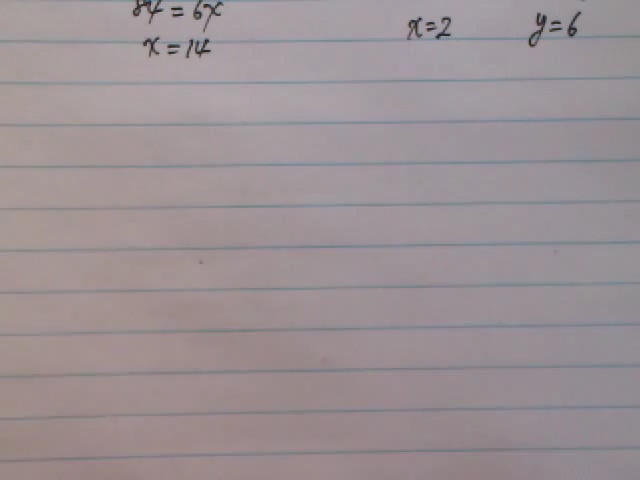 84 = 6x
x = 14
x = 2 y = 6